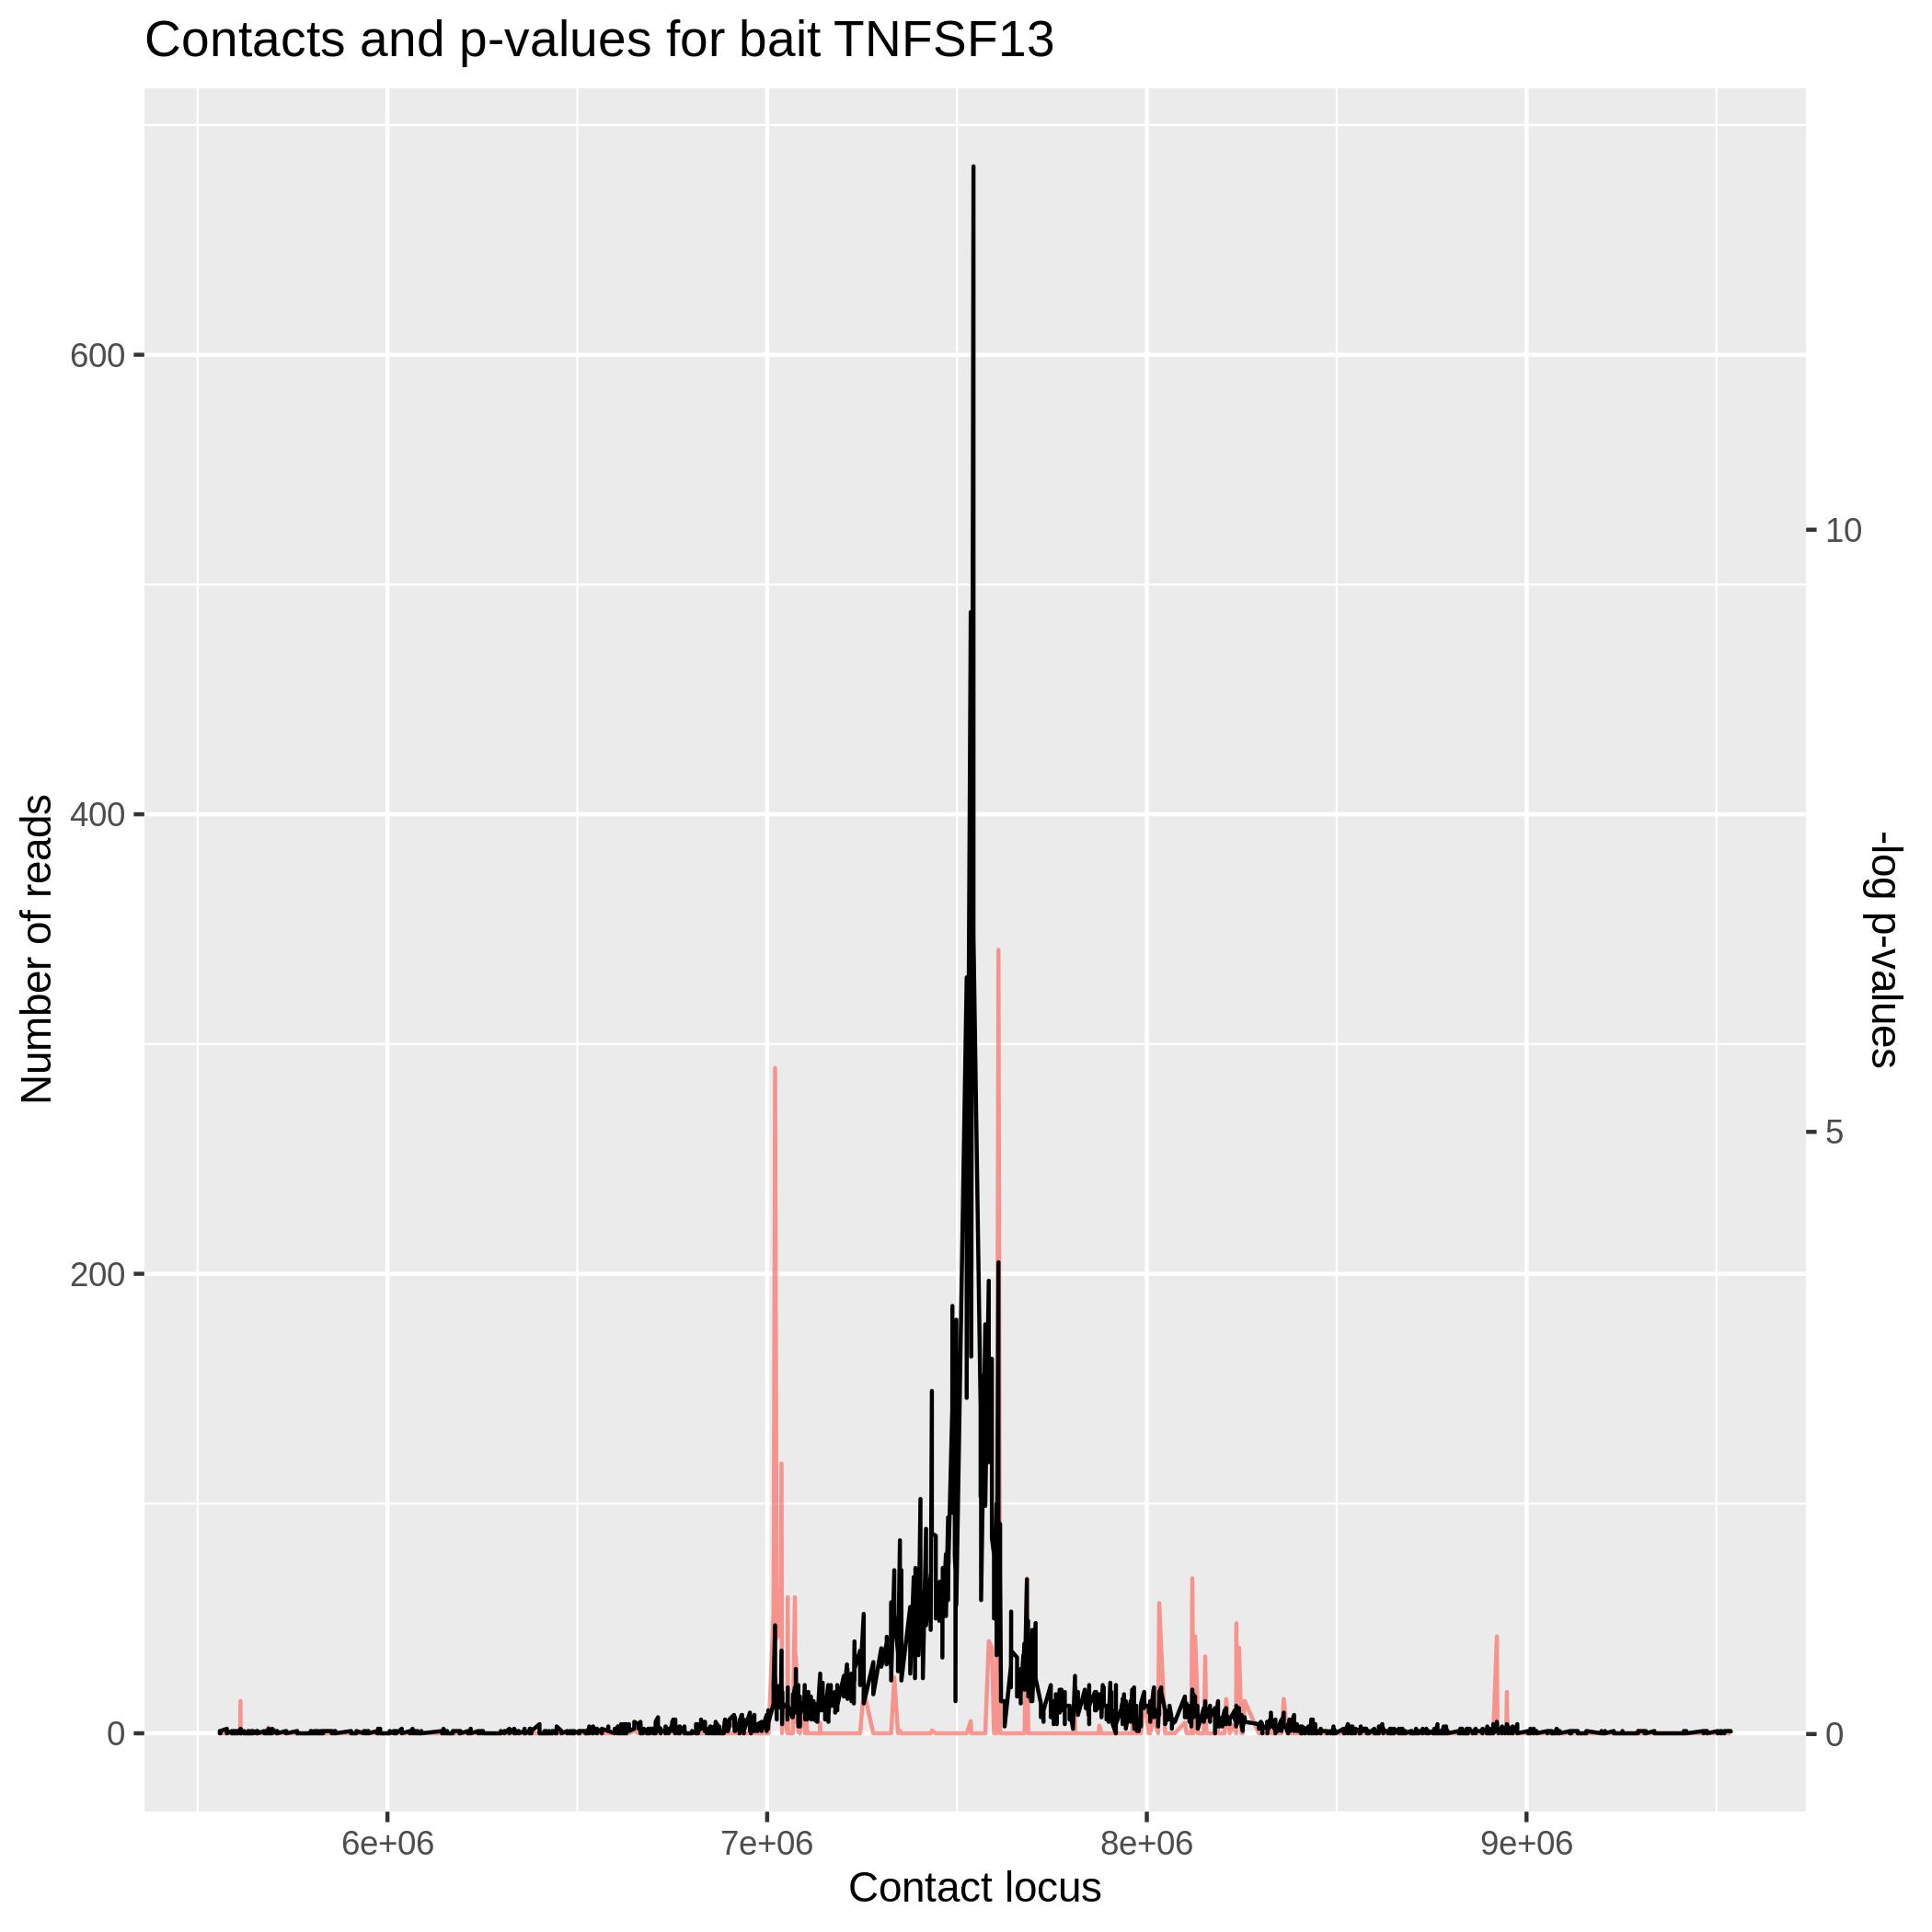 Contacts and p-values for bait TNFSF13
Number of reads
600
400
200
0
10
5
0
-log p-values
6e+06 7e+06 8e+06 9e+06
Contact locus